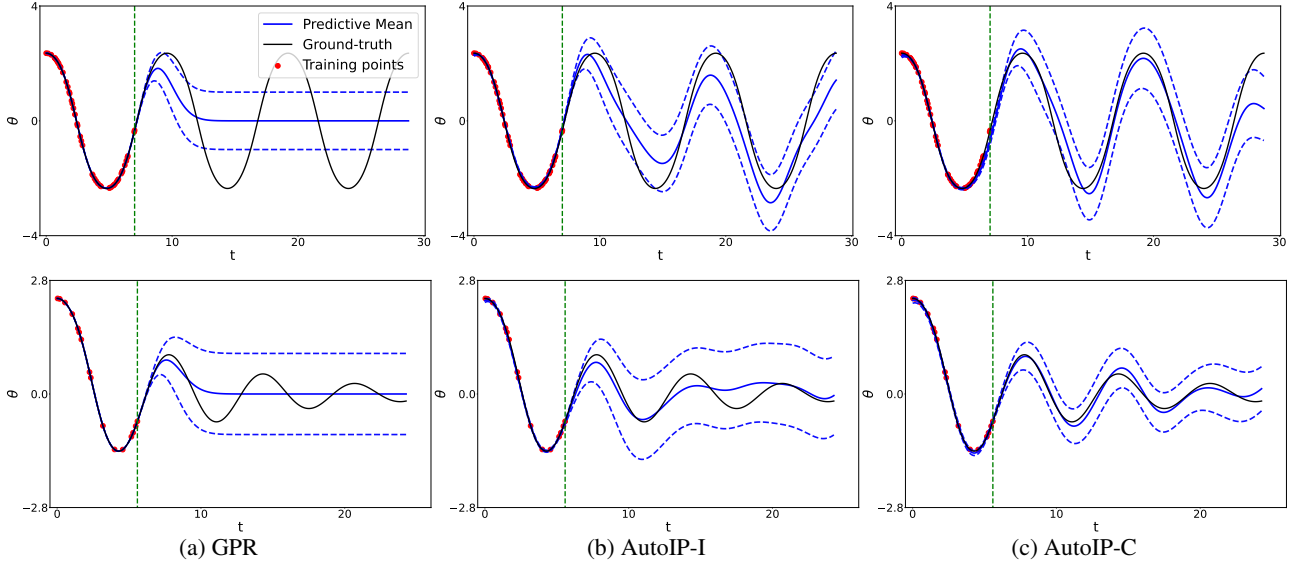 4
0
−4
θ
0
10
20
30
t
Predictive Mean
Ground-truth
Training points
4
0
−4
θ
0
10
20
30
t
4
0
−4
θ
0
10
20
30
t
2.8
0.0
−2.8
θ
0
10
20
t
2.8
0.0
−2.8
θ
0
10
20
t
2.8
0.0
−2.8
θ
0
10
20
t
(a) GPR
(b) AutoIP-I
(c) AutoIP-C